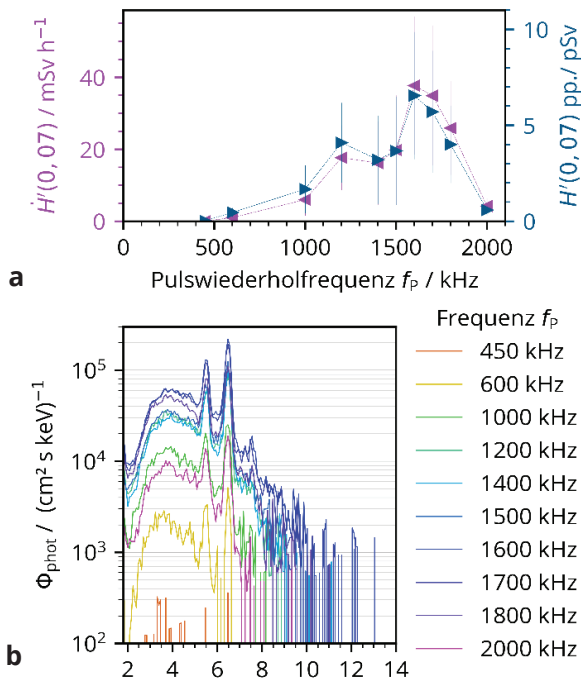 Ḣ′(0, 07) / mSv h⁻¹
40
20
0
10
5
0
H′(0, 07) pp./ pSv
0 500 1000 1500 2000
Pulswiederholfrequenz fₚ / kHz
a
Φphot / (cm² s keV)⁻¹
10⁵
10⁴
10³
10²
2 4 6 8 10 12 14
b
Frequenz fₚ
450 kHz
600 kHz
1000 kHz
1200 kHz
1400 kHz
1500 kHz
1600 kHz
1700 kHz
1800 kHz
2000 kHz